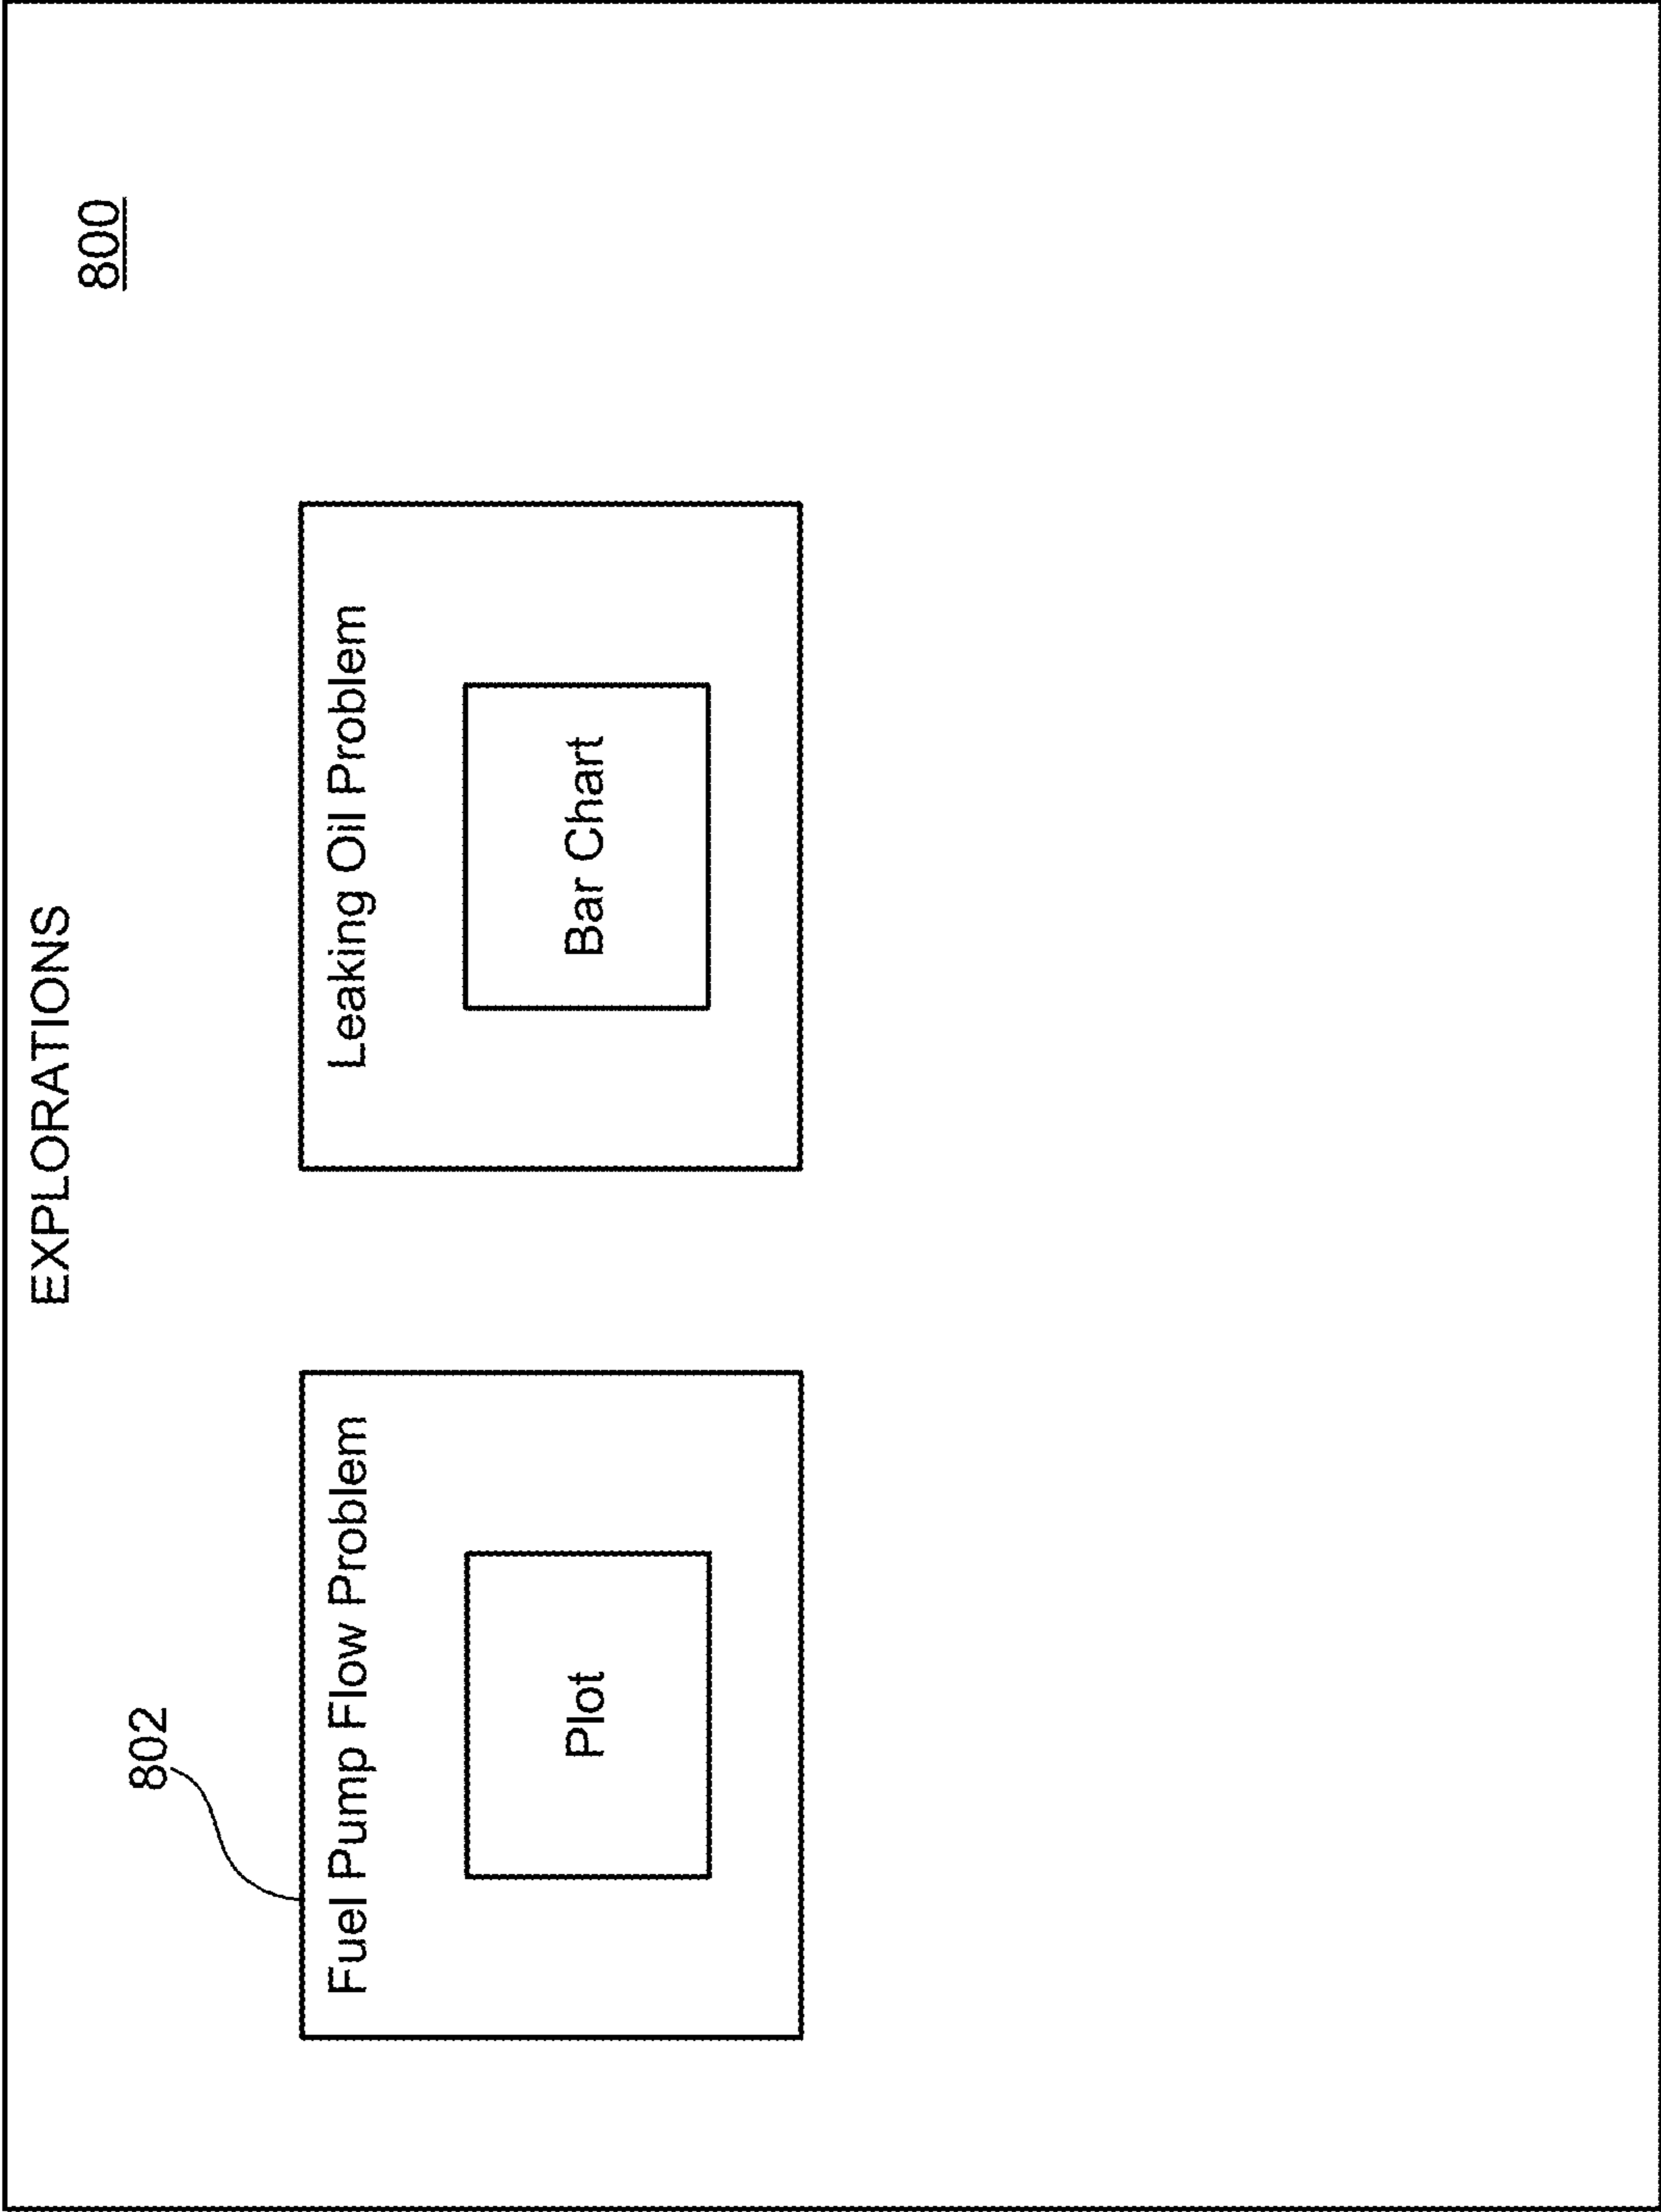 EXPLORATIONS
800
802
Fuel Pump Flow Problem
Plot
Leaking Oil Problem
Bar Chart